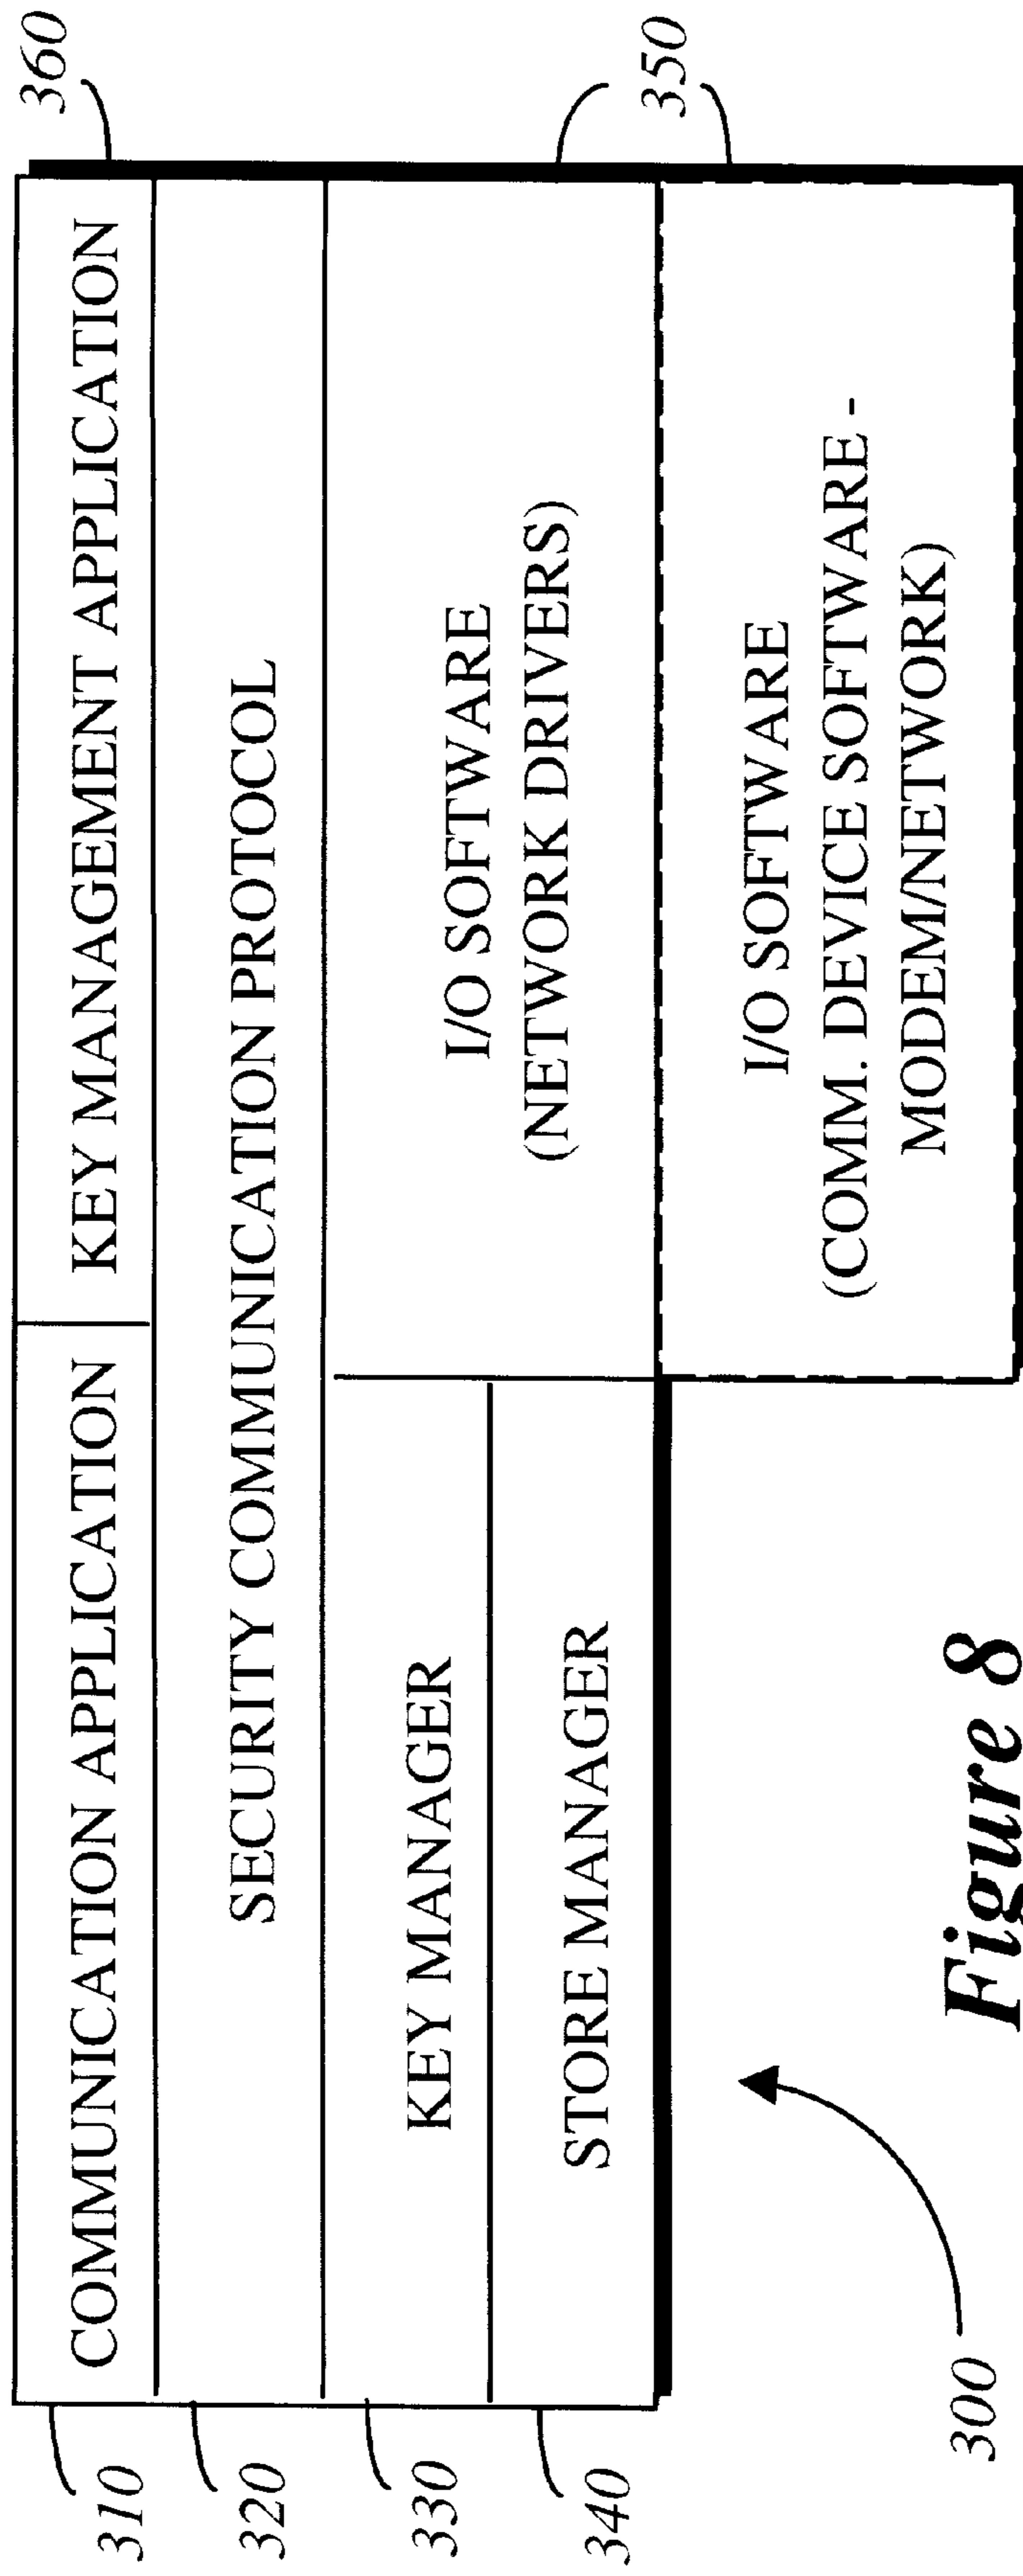 COMMUNICATION APPLICATION
KEY MANAGEMENT APPLICATION
360
310
SECURITY COMMUNICATION PROTOCOL
320
KEY MANAGER
330
STORE MANAGER
340
I/O SOFTWARE
(NETWORK DRIVERS)
350
I/O SOFTWARE
(COMM. DEVICE SOFTWARE -
MODEM/NETWORK)
300
Figure 8